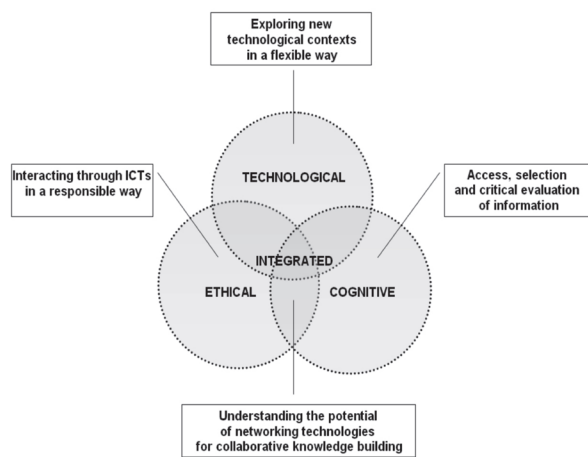 Exploring new
technological contexts
in a flexible way
Interacting through ICTs
in a responsible way
TECHNOLOGICAL
Access, selection
and critical evaluation
of information
INTEGRATED
ETHICAL
COGNITIVE
Understanding the potential
of networking technologies
for collaborative knowledge building